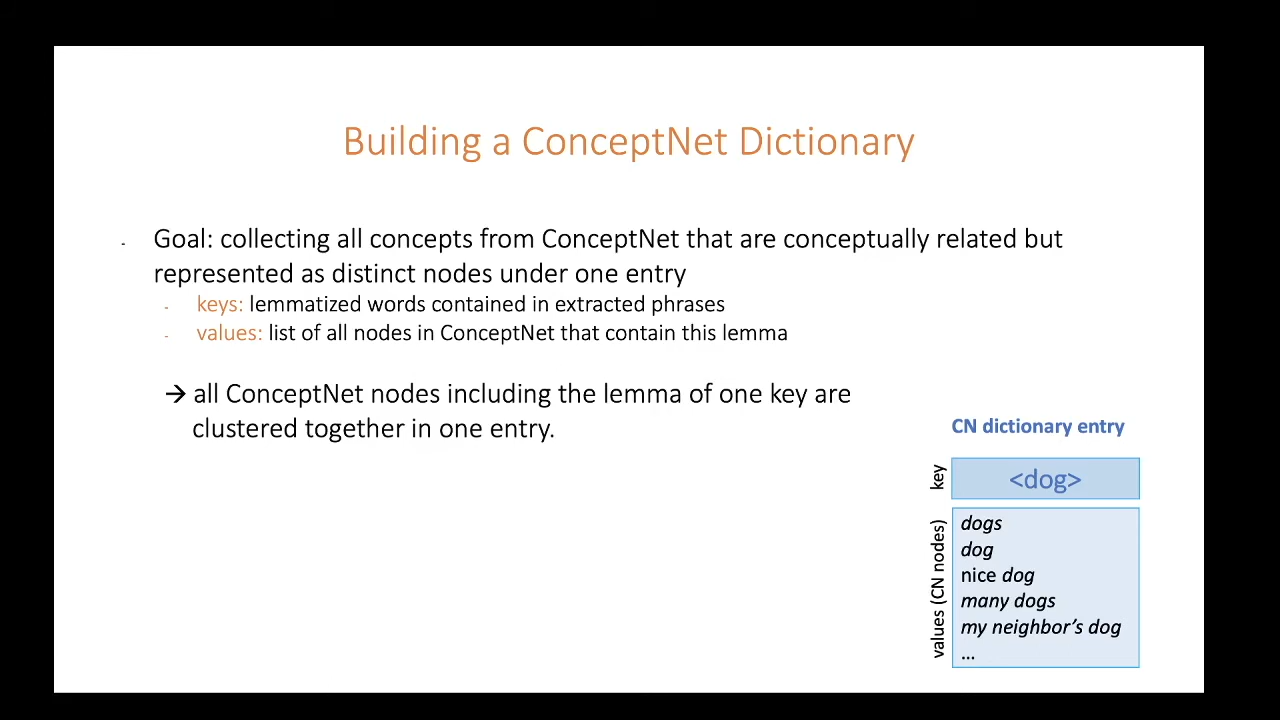 Building a ConceptNet Dictionary
- Goal: collecting all concepts from ConceptNet that are conceptually related but
represented as distinct nodes under one entry
- keys: lemmatized words contained in extracted phrases
- values: list of all nodes in ConceptNet that contain this lemma
→ all ConceptNet nodes including the lemma of one key are
clustered together in one entry.
CN dictionary entry
key
<dog>
values (CN nodes)
dogs
dog
nice dog
many dogs
my neighbor’s dog
...